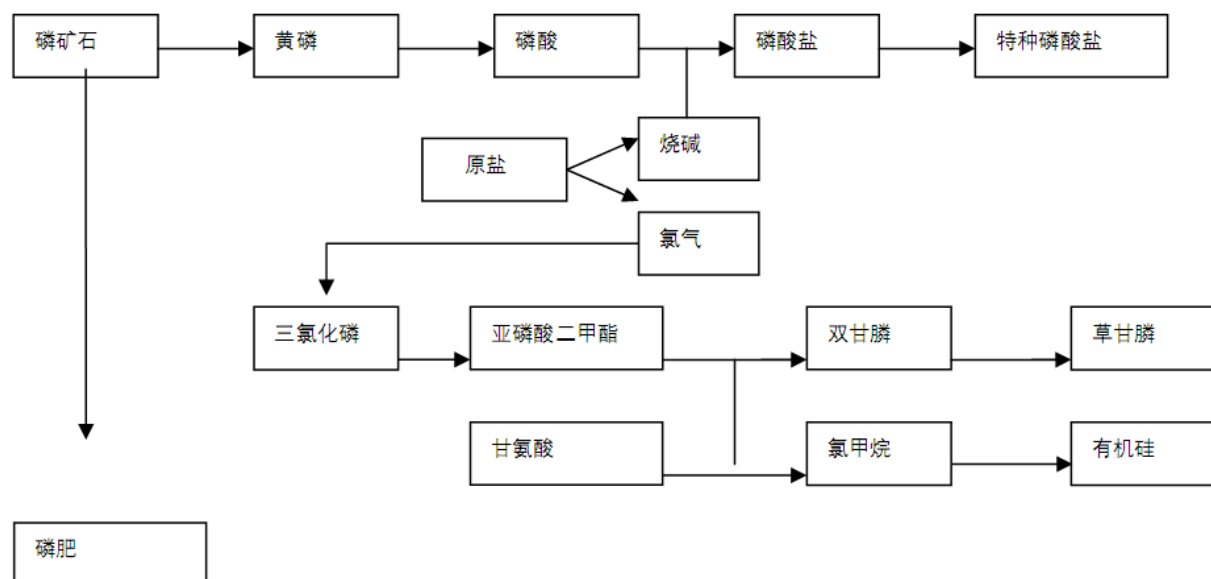 磷矿石
黄磷
磷酸
磷酸盐
特种磷酸盐
烧碱
原盐
氯气
三氯化磷
亚磷酸二甲酯
双甘膦
草甘膦
甘氨酸
氯甲烷
有机硅
磷肥